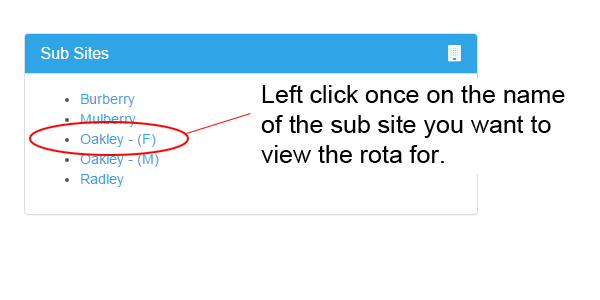 Sub Sites
Burberry
Mulberry
Oakley - (F)
Oakley - (M)
Radley
Left click once on the name
of the sub site you want to
view the rota for.